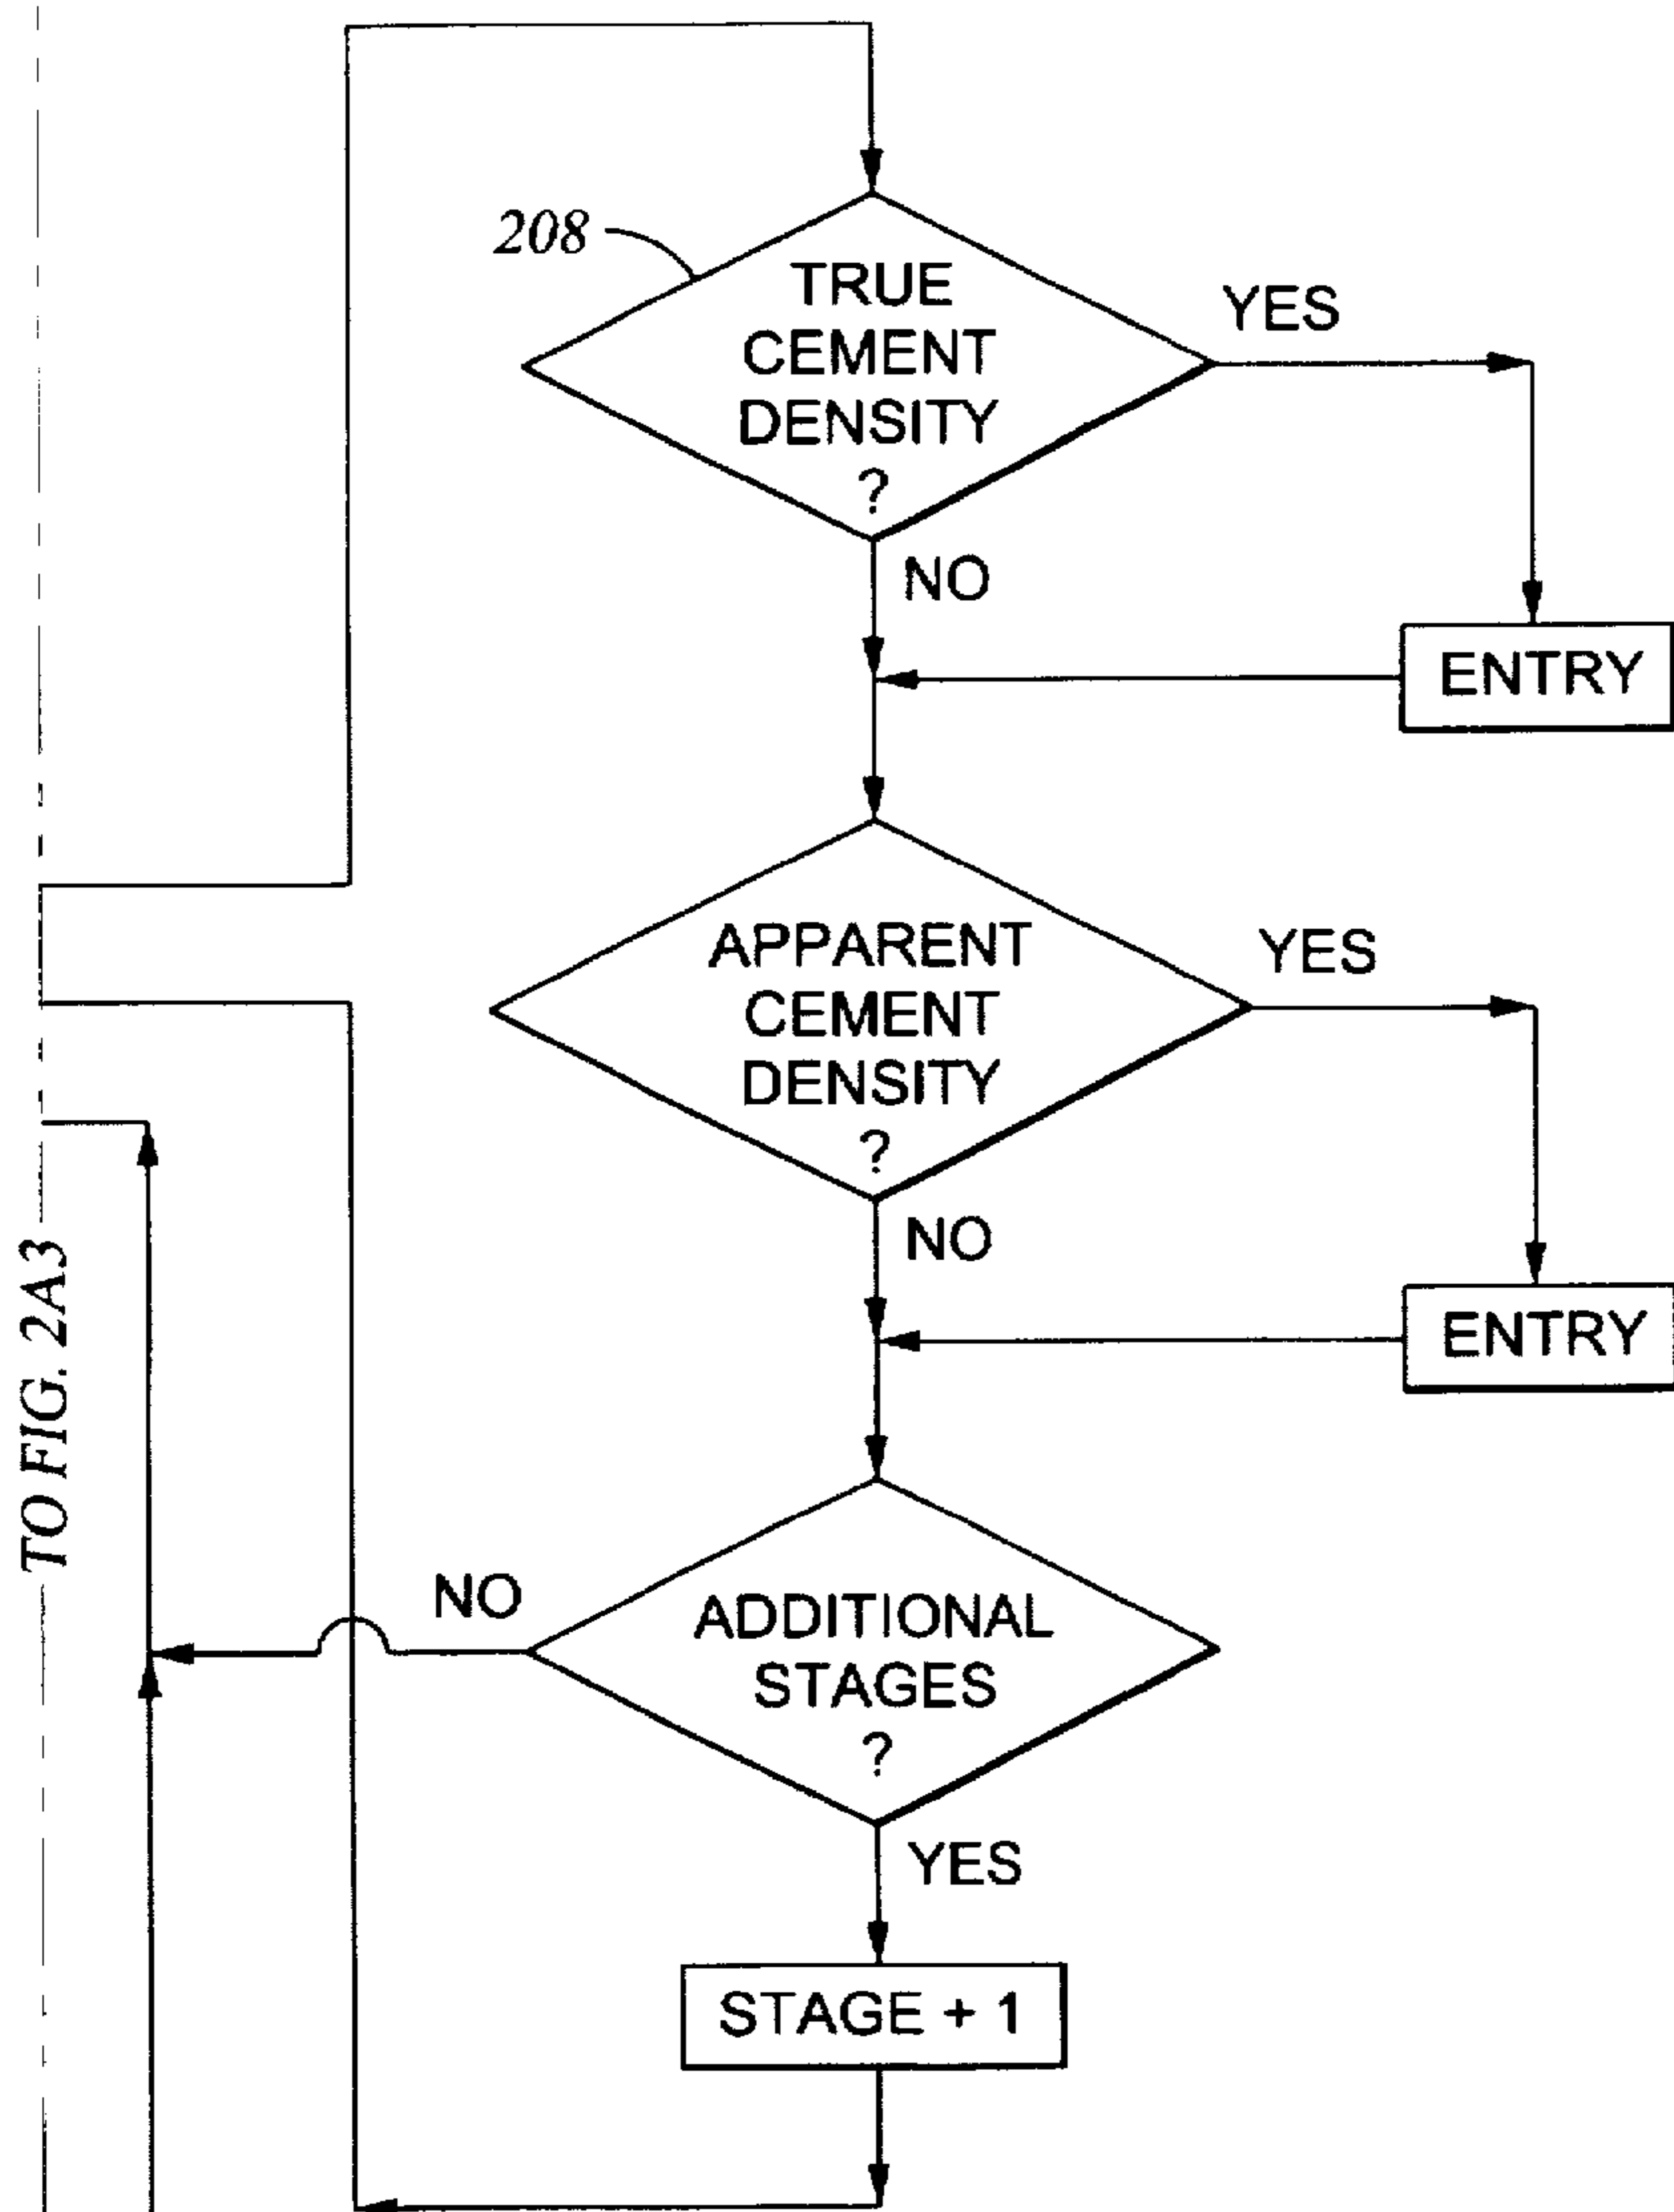 208
TRUE
CEMENT
DENSITY
?
YES
NO
ENTRY
APPARENT
CEMENT
DENSITY
?
YES
NO
ENTRY
TO FIG. 2A3
ADDITIONAL
STAGES
?
NO
YES
STAGE + 1